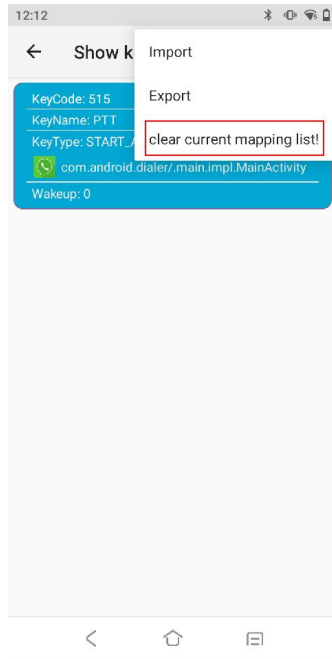 12:12
Show k
Import
Export
clear current mapping list!
KeyCode: 515
KeyName: PTT
KeyType: START_A
com.android.dialer/.main.impl.MainActivity
Wakeup: 0